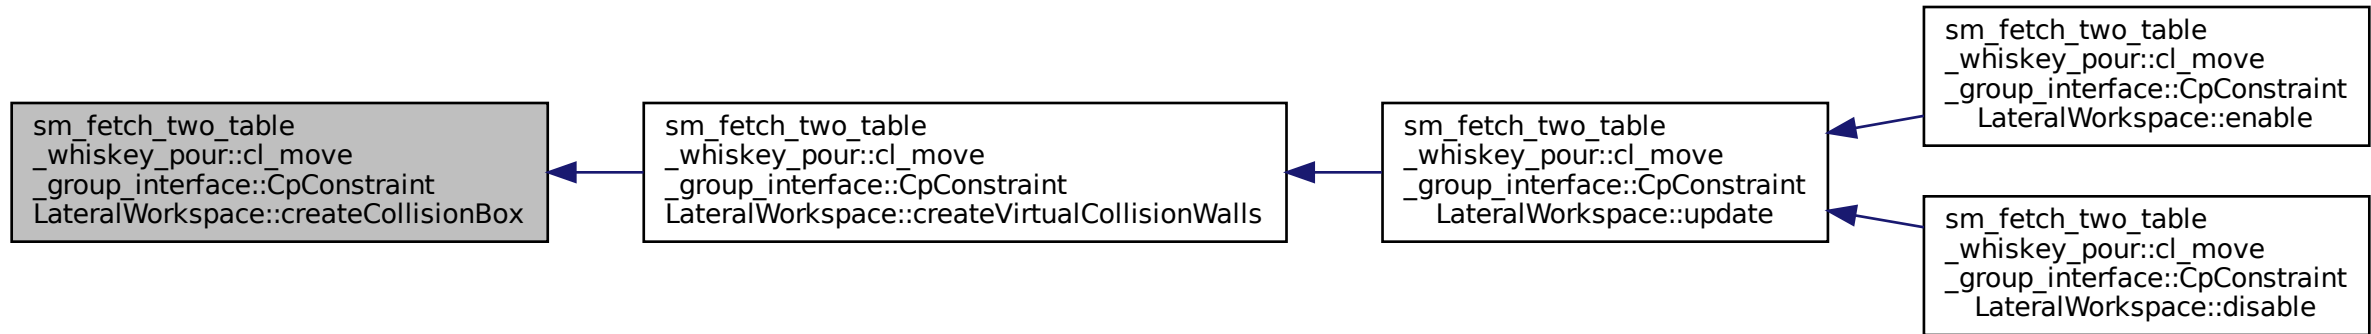 sm_fetch_two_table
_whiskey_pour::cl_move
_group_interface::CpConstraint
LateralWorkspace::createCollisionBox
sm_fetch_two_table
_whiskey_pour::cl_move
_group_interface::CpConstraint
LateralWorkspace::createVirtualCollisionWalls
sm_fetch_two_table
_whiskey_pour::cl_move
_group_interface::CpConstraint
LateralWorkspace::update
sm_fetch_two_table
_whiskey_pour::cl_move
_group_interface::CpConstraint
LateralWorkspace::enable
sm_fetch_two_table
_whiskey_pour::cl_move
_group_interface::CpConstraint
LateralWorkspace::disable